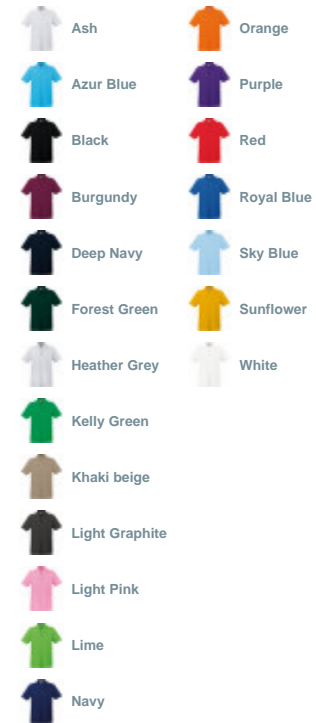 Ash
Azur Blue
Black
Burgundy
Deep Navy
Forest Green
Heather Grey
Kelly Green
Khaki beige
Light Graphite
Light Pink
Lime
Navy
Orange
Purple
Red
Royal Blue
Sky Blue
Sunflower
White